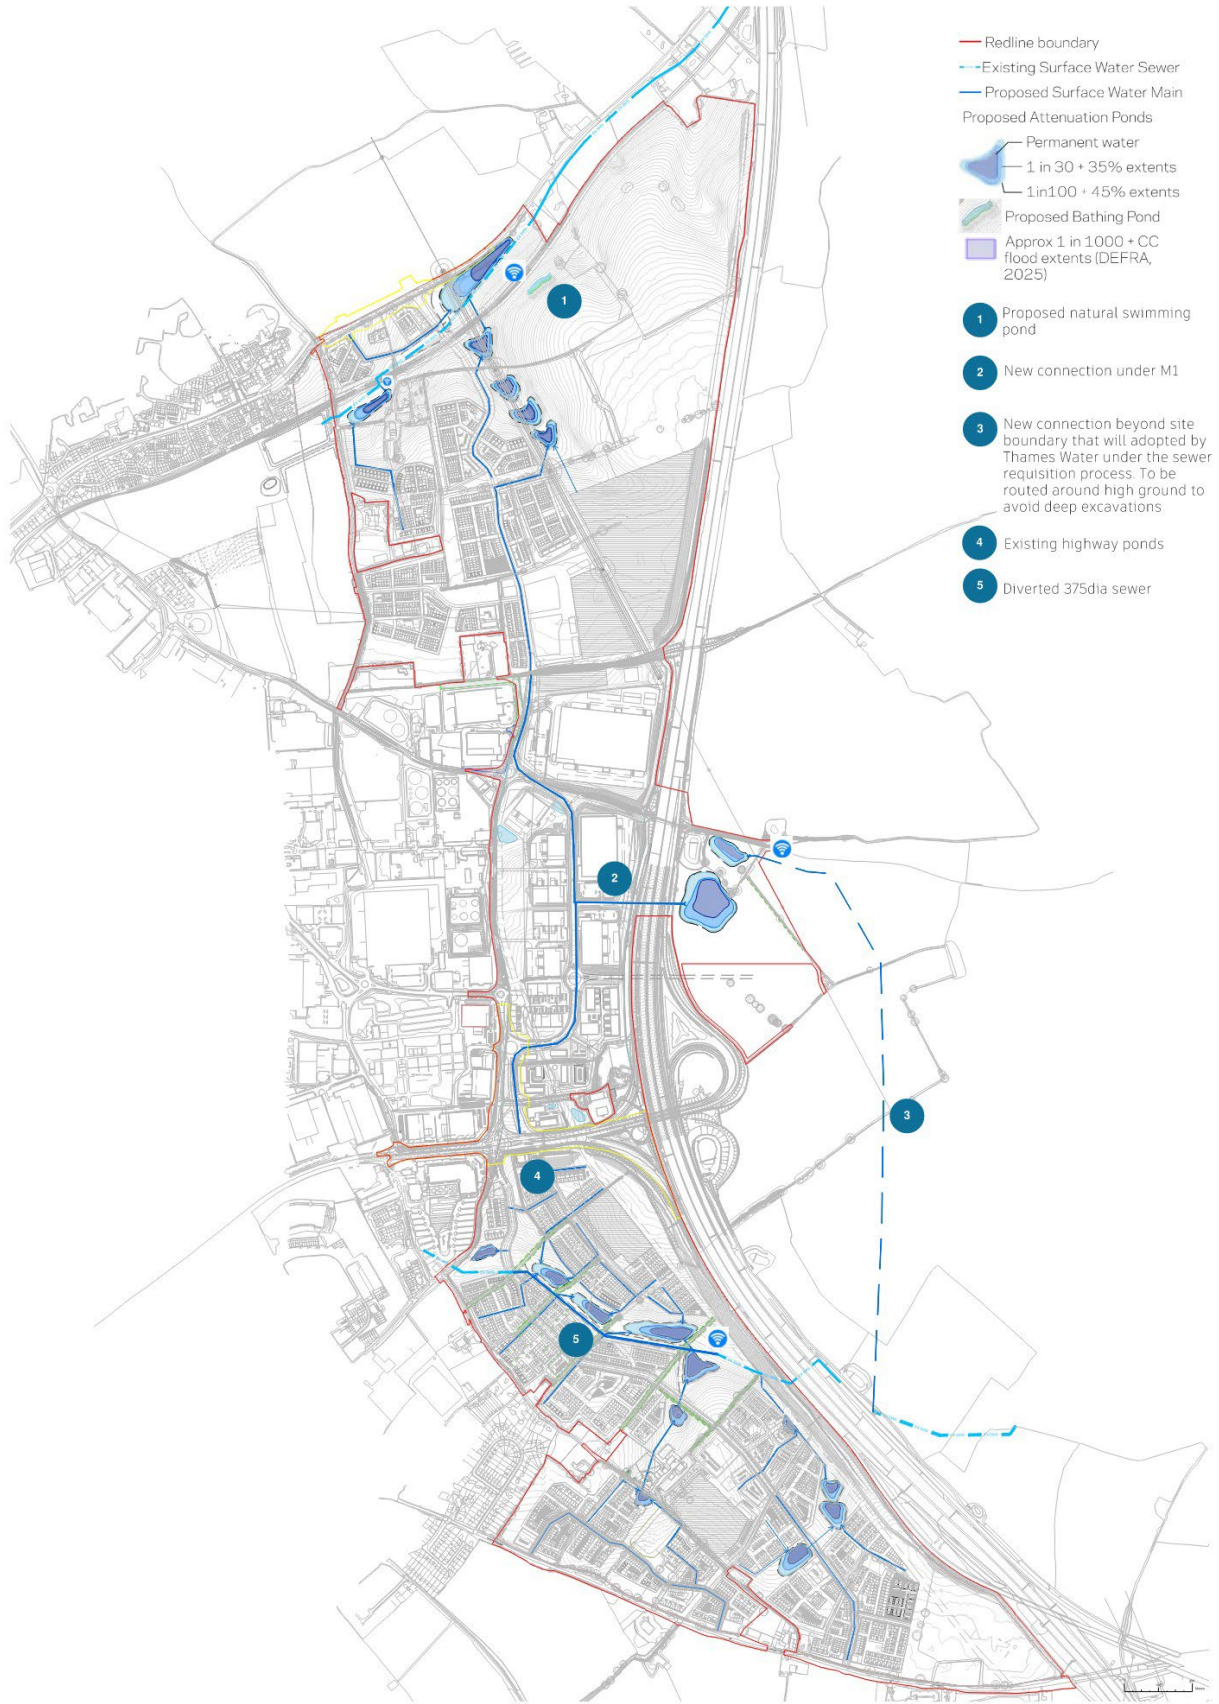 Redline boundary
Existing Surface Water Sewer
Proposed Surface Water Main
Proposed Attenuation Ponds
Permanent water
1 in 30 + 35% extents
1in100 + 45% extents
Proposed Bathing Pond
Approx 1 in 1000 + CC
flood extents (DEFRA,
2025)
1 Proposed natural swimming
pond
2 New connection under M1
3 New connection beyond site
boundary that will adopted by
Thames Water under the sewer
requisition process. To be
routed around high ground to
avoid deep excavations
4 Existing highway ponds
5 Diverted 375dia sewer
1
2
3
4
5